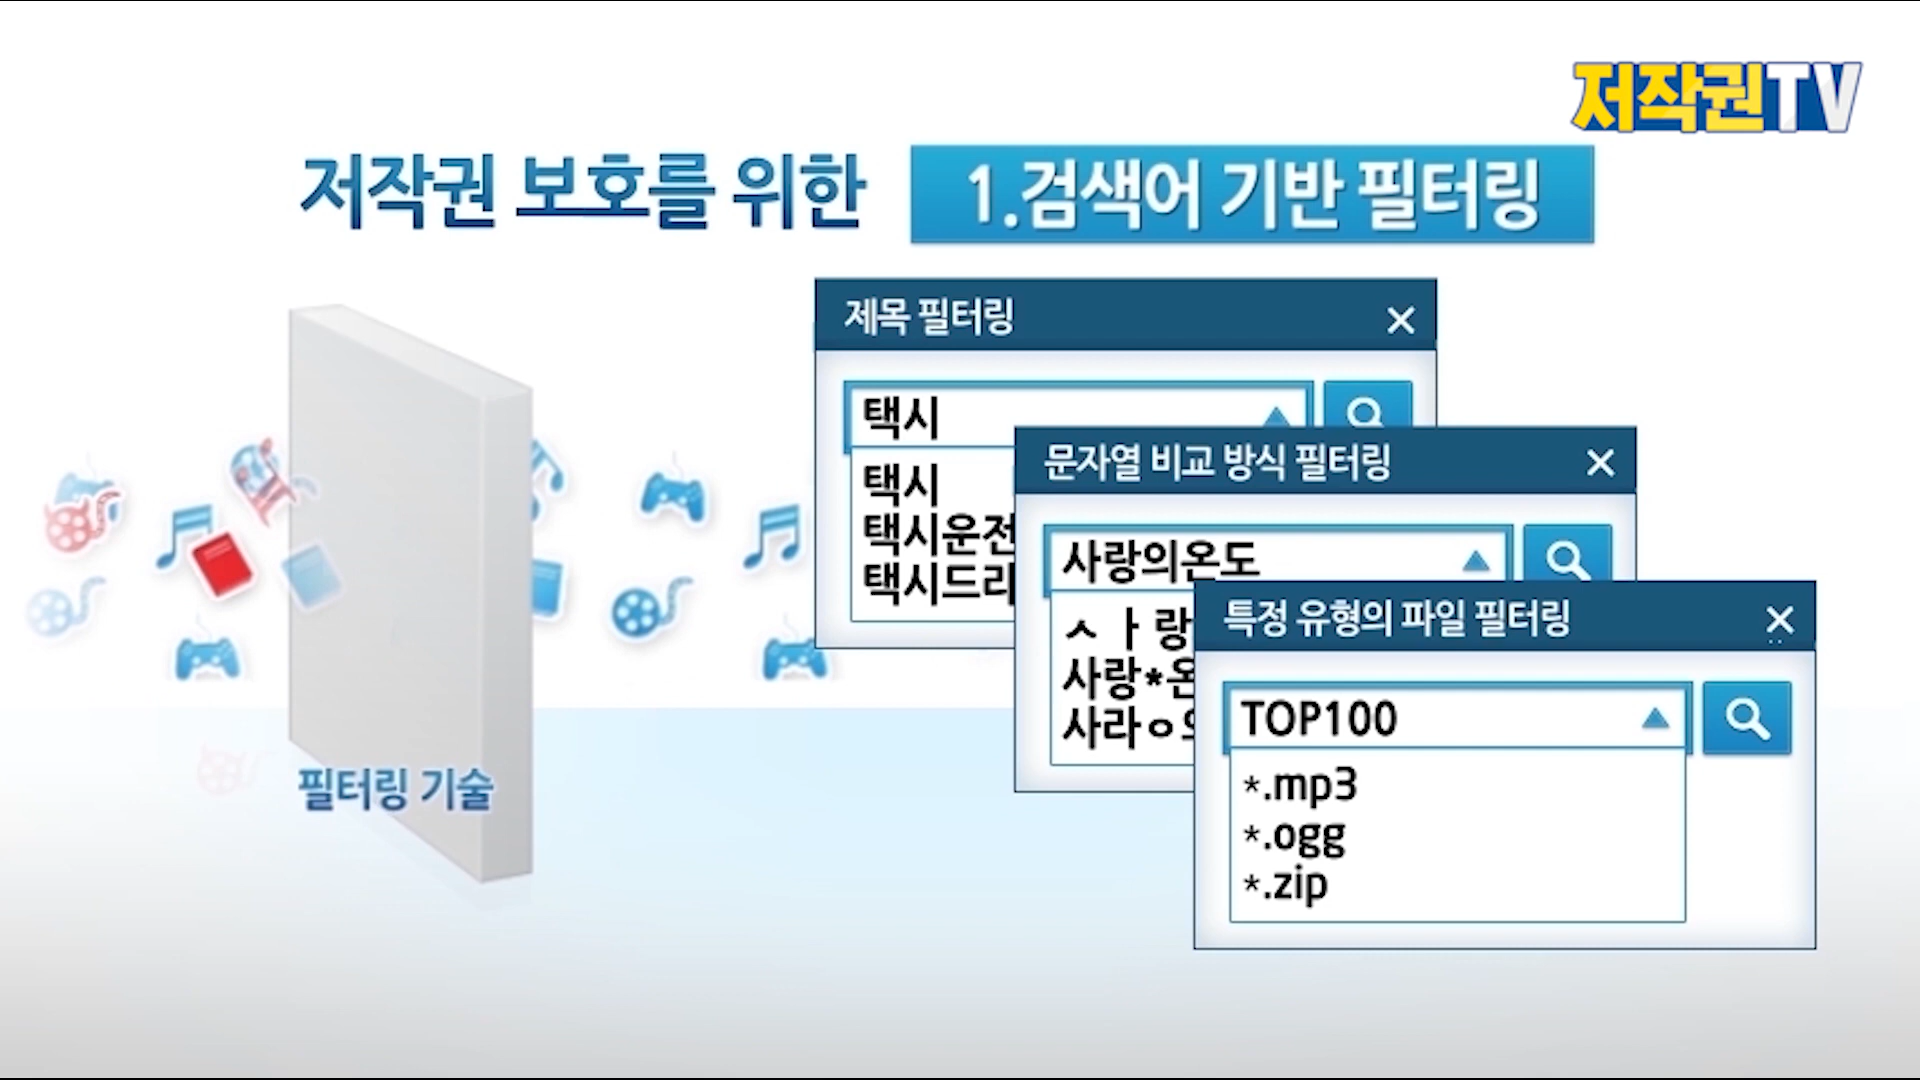 저작권TV
저작권 보호를 위한 1.검색어 기반 필터링
제목 필터링
택시
택시
택시운전
택시드라
문자열 비교 방식 필터링
사랑의온도
ㅅㅏ랑
사랑*온
사라ㅇ으
특정 유형의 파일 필터링
TOP100
*.mp3
*.ogg
*.zip
필터링 기술